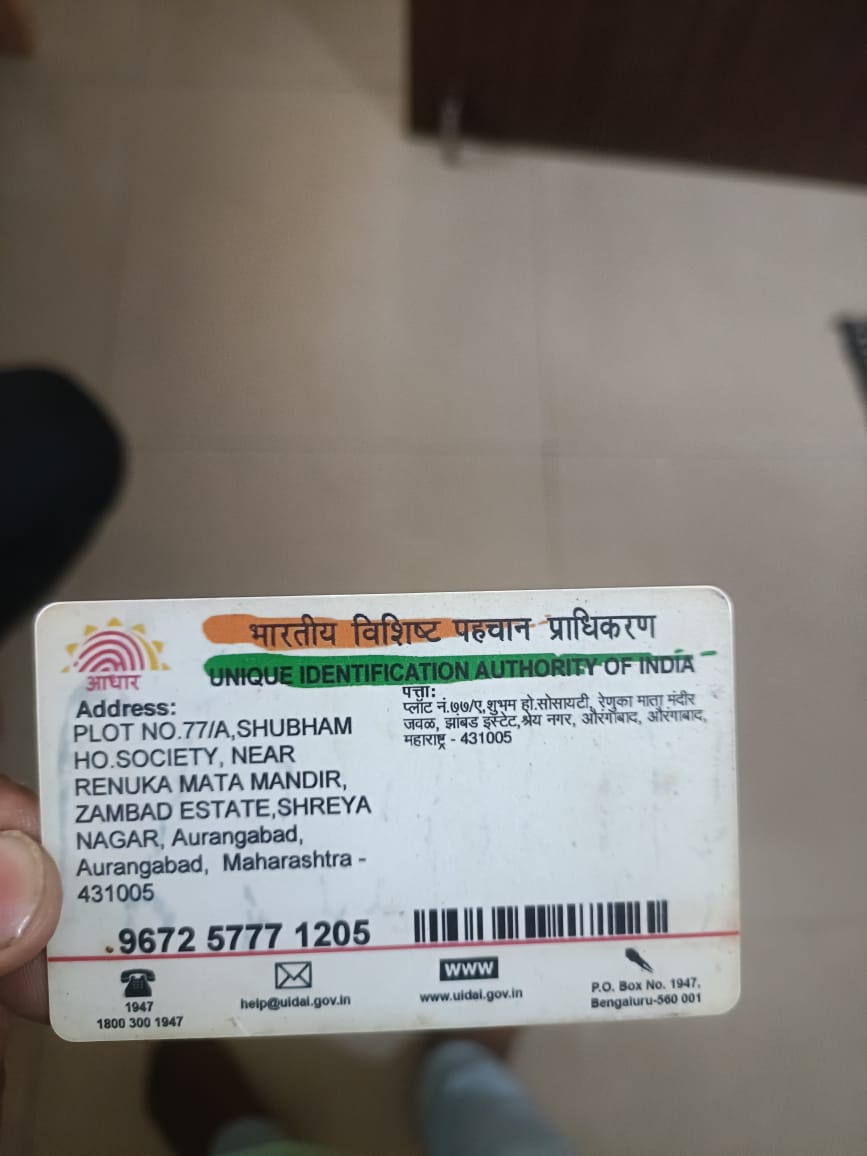 भारतीय विशिष्ट पहचान प्राधिकरण
UNIQUE IDENTIFICATION AUTHORITY OF INDIA
आधार
Address:
PLOT NO.77/A,SHUBHAM
HO.SOCIETY, NEAR
RENUKA MATA MANDIR,
ZAMBAD ESTATE,SHREYA
NAGAR, Aurangabad,
Aurangabad, Maharashtra -
431005
पत्ता:
प्लॉट नं.७७/ए,शुभम हो.सोसायटी, रेणुका माता मंदीर
जवळ, झांबड इस्टेट,श्रेय नगर, औरंगाबाद, औरंगाबाद,
महाराष्ट्र - 431005
9672 5777 1205
1947
1800 300 1947
help@uidai.gov.in
WWW
www.uidai.gov.in
P.O. Box No. 1947,
Bengaluru-560 001